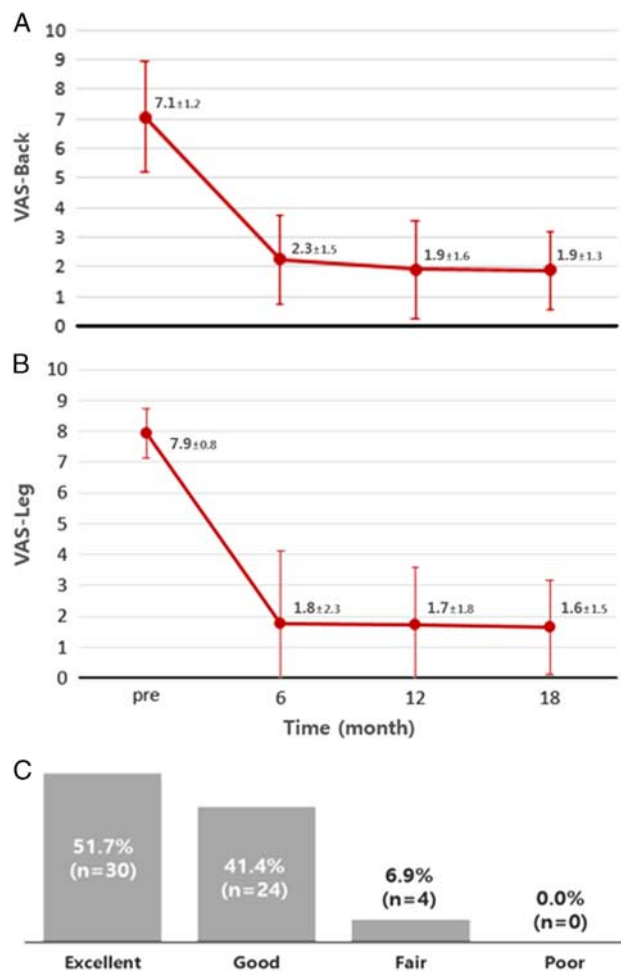 A
VAS-Back
10
9
8
7
6
5
4
3
2
1
0
7.1±1.2
2.3±1.5
1.9±1.6
1.9±1.3
B
VAS-Leg
10
9
8
7
6
5
4
3
2
1
0
7.9±0.8
1.8±2.3
1.7±1.8
1.6±1.5
pre
6
12
18
Time (month)
C
51.7%
(n=30)
41.4%
(n=24)
6.9%
(n=4)
0.0%
(n=0)
Excellent
Good
Fair
Poor